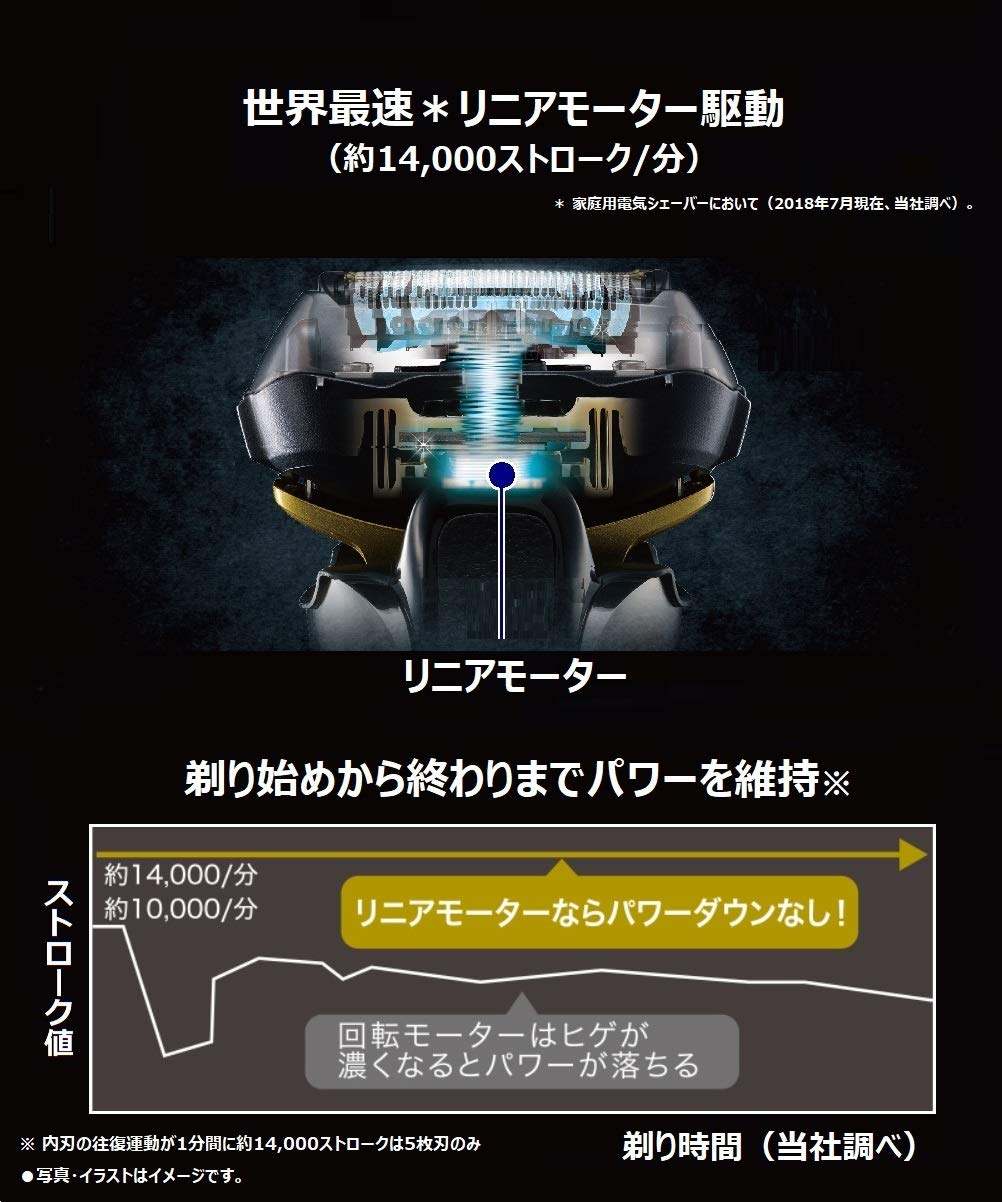 世界最速＊リニアモーター駆動
（約14,000ストローク/分）
＊ 家庭用電気シェーバーにおいて（2018年7月現在、当社調べ）。
リニアモーター
剃り始めから終わりまでパワーを維持※
約14,000/分
約10,000/分
リニアモーターならパワーダウンなし！
ストローク値
回転モーターはヒゲが
濃くなるとパワーが落ちる
※ 内刃の往復運動が1分間に約14,000ストロークは5枚刃のみ
剃り時間（当社調べ）
●写真・イラストはイメージです。